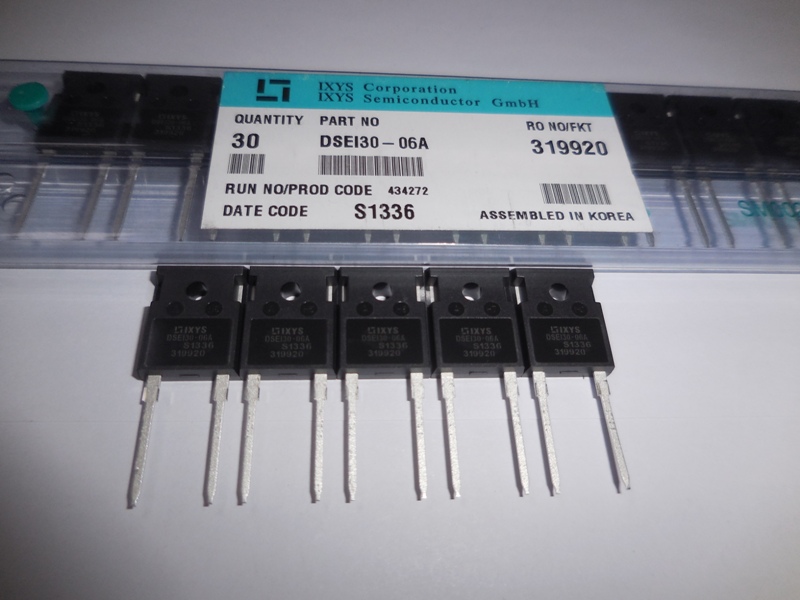 IXYS Corporation
IXYS Semiconductor GmbH
QUANTITY PART NO RO NO/FKT
30 DSEI30-06A 319920
RUN NO/PROD CODE 434272
DATE CODE S1336 ASSEMBLED IN KOREA
IXYS
DSEI30-06A
S1336
319920
IXYS
DSEI30-06A
S1336
319920
IXYS
DSEI30-06A
S1336
319920
IXYS
DSEI30-06A
S1336
319920
IXYS
DSEI30-06A
S1336
319920